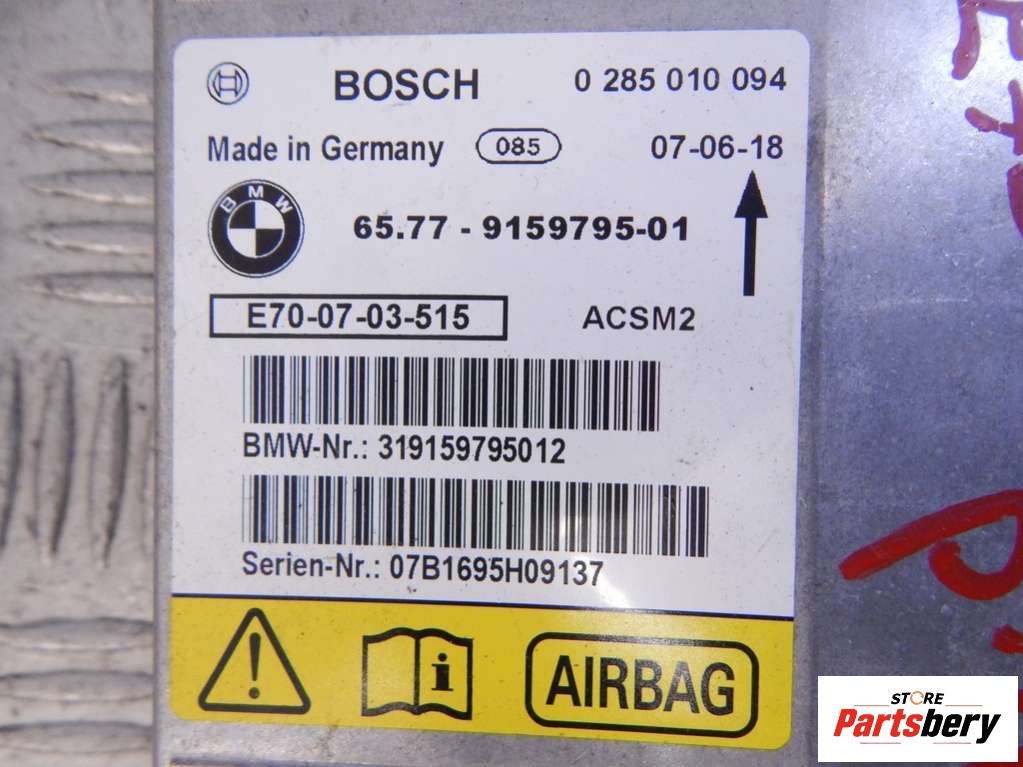 BOSCH 0 285 010 094
Made in Germany 085 07-06-18
BMW
65.77 - 9159795-01
E70-07-03-515 ACSM2
BMW-Nr.: 319159795012
Serien-Nr.: 07B1695H09137
i AIRBAG
E70
STORE
Partsbery